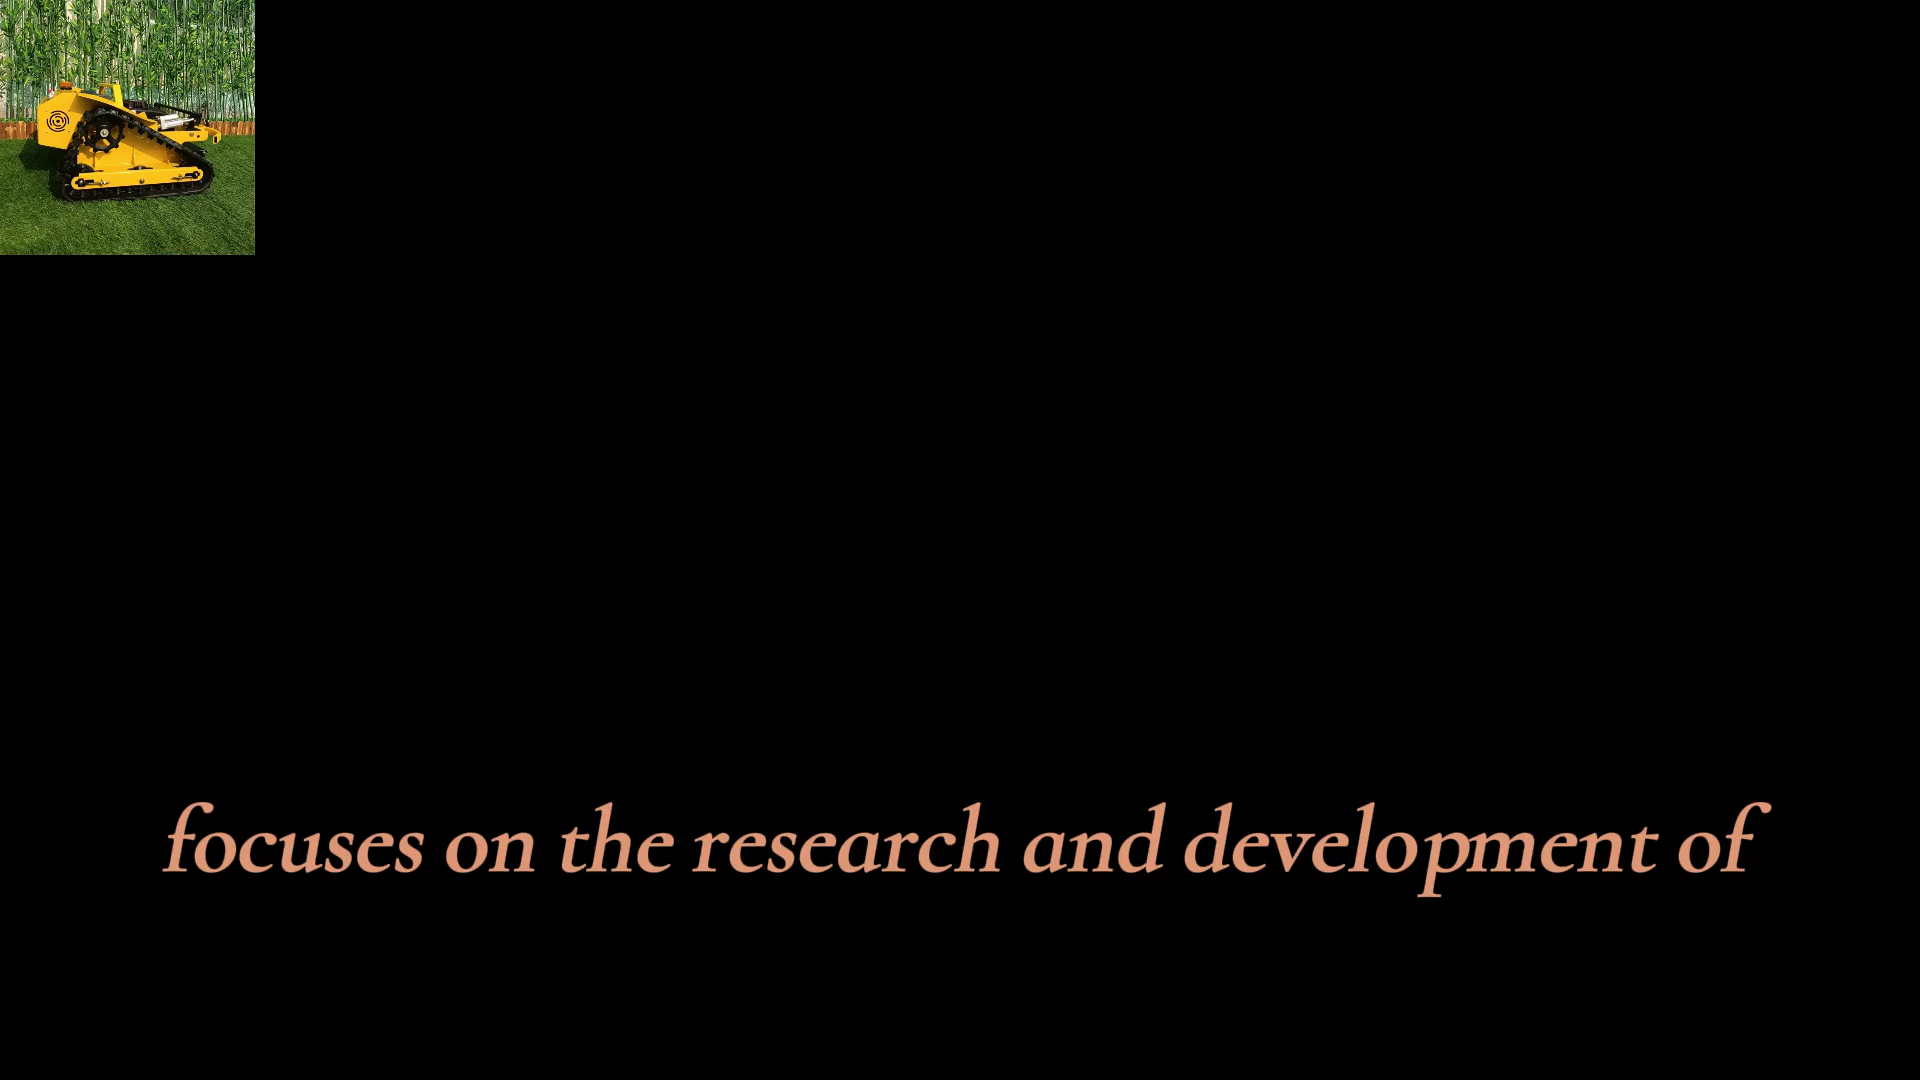 focuses on the research and development of